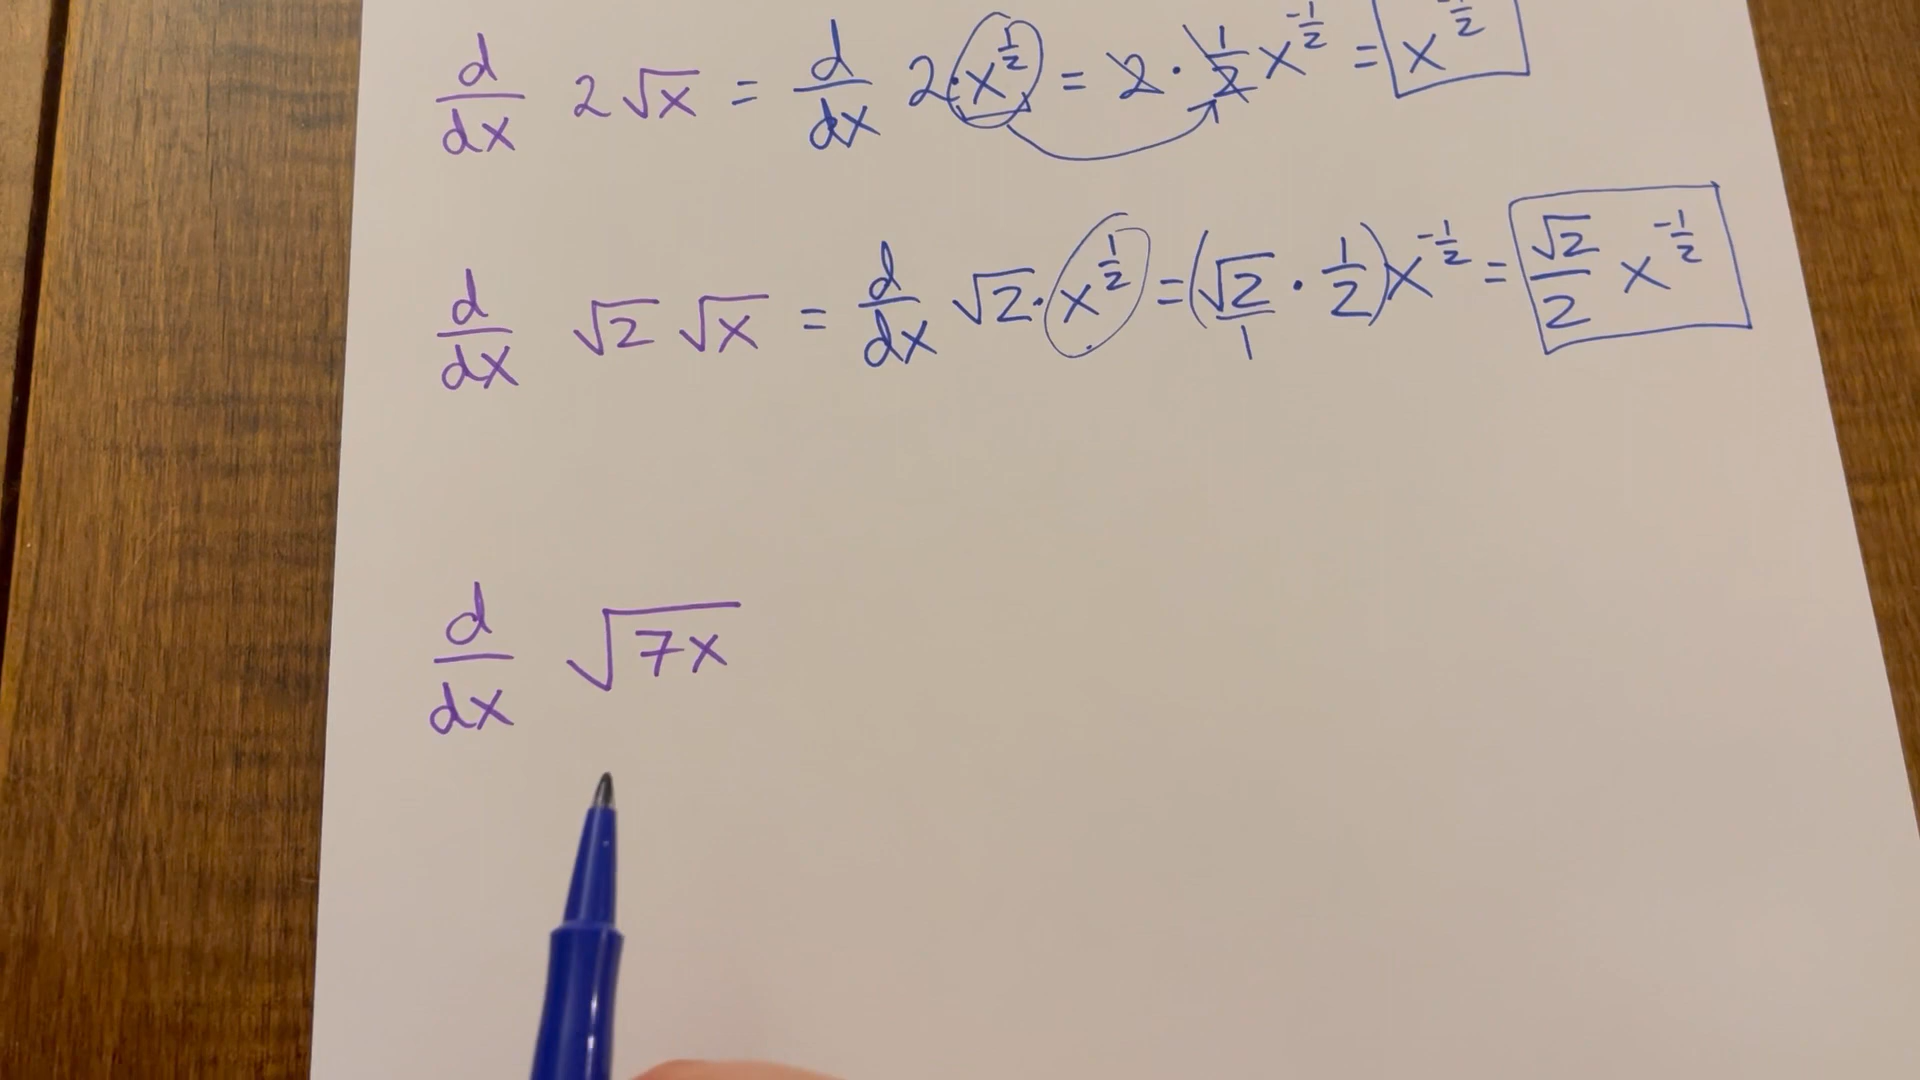 d/dx 2√x = d/dx 2·x^(1/2) = 2·1/2 x^(-1/2) = x^(-1/2)
d/dx √2 √x = d/dx √2·x^(1/2) = (√2/1 · 1/2)x^(-1/2) = √2/2 x^(-1/2)
d/dx √(7x)